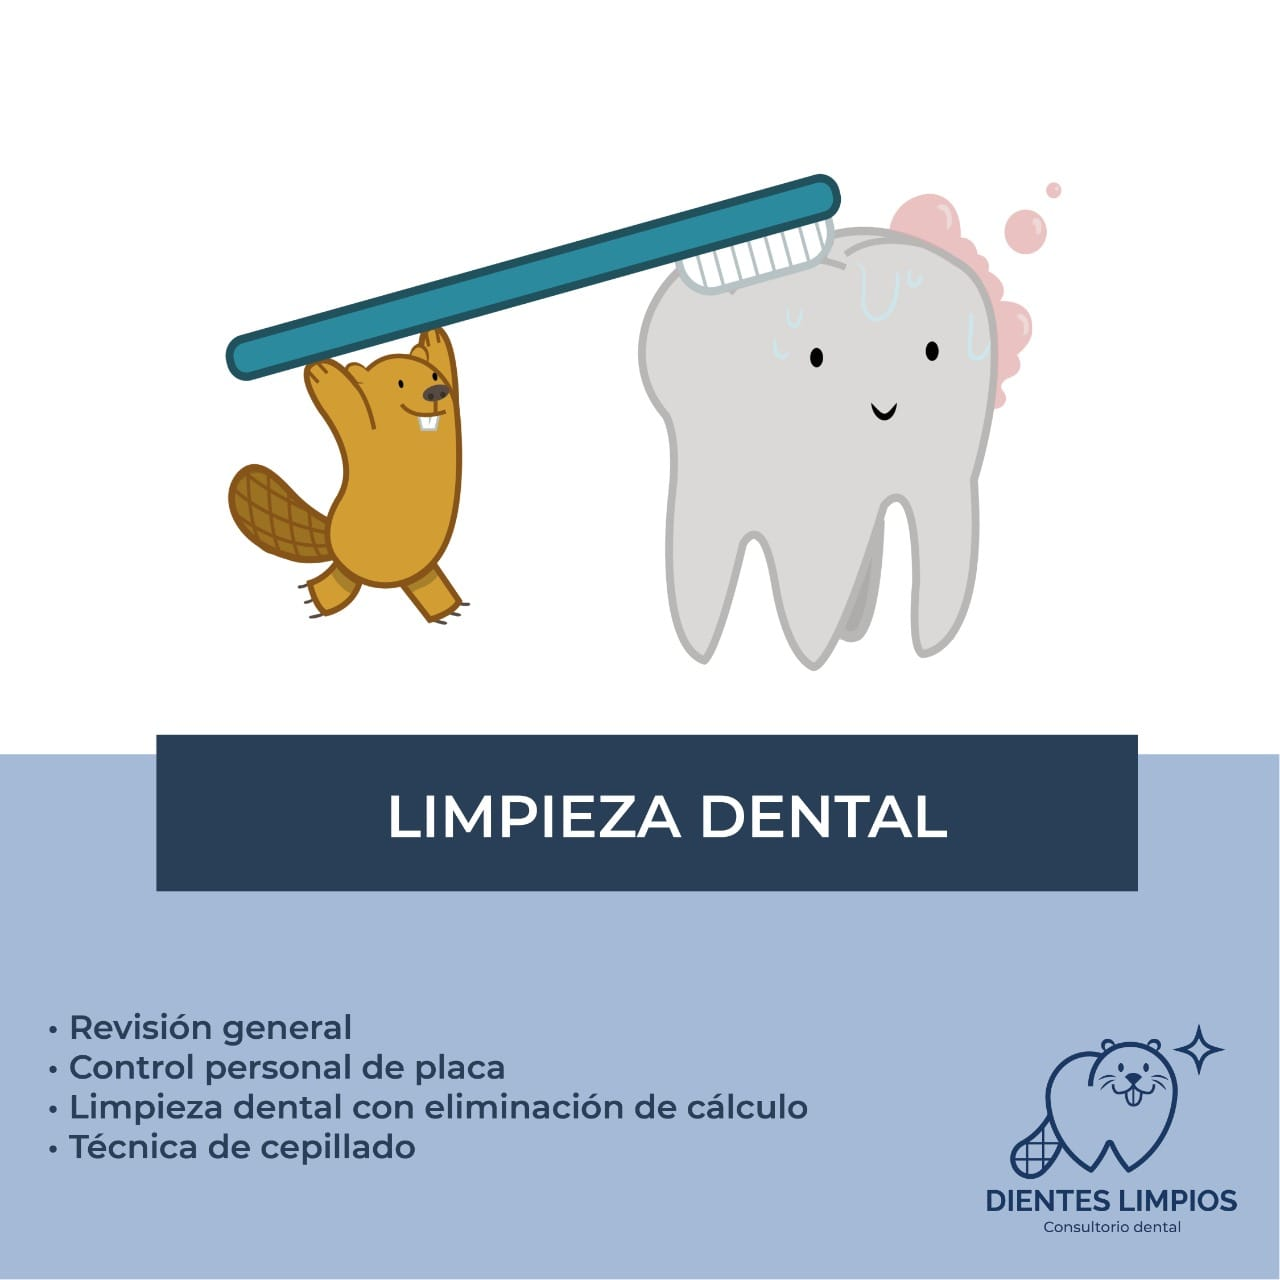 LIMPIEZA DENTAL
• Revisión general
• Control personal de placa
• Limpieza dental con eliminación de cálculo
• Técnica de cepillado
DIENTES LIMPIOS
Consultorio dental